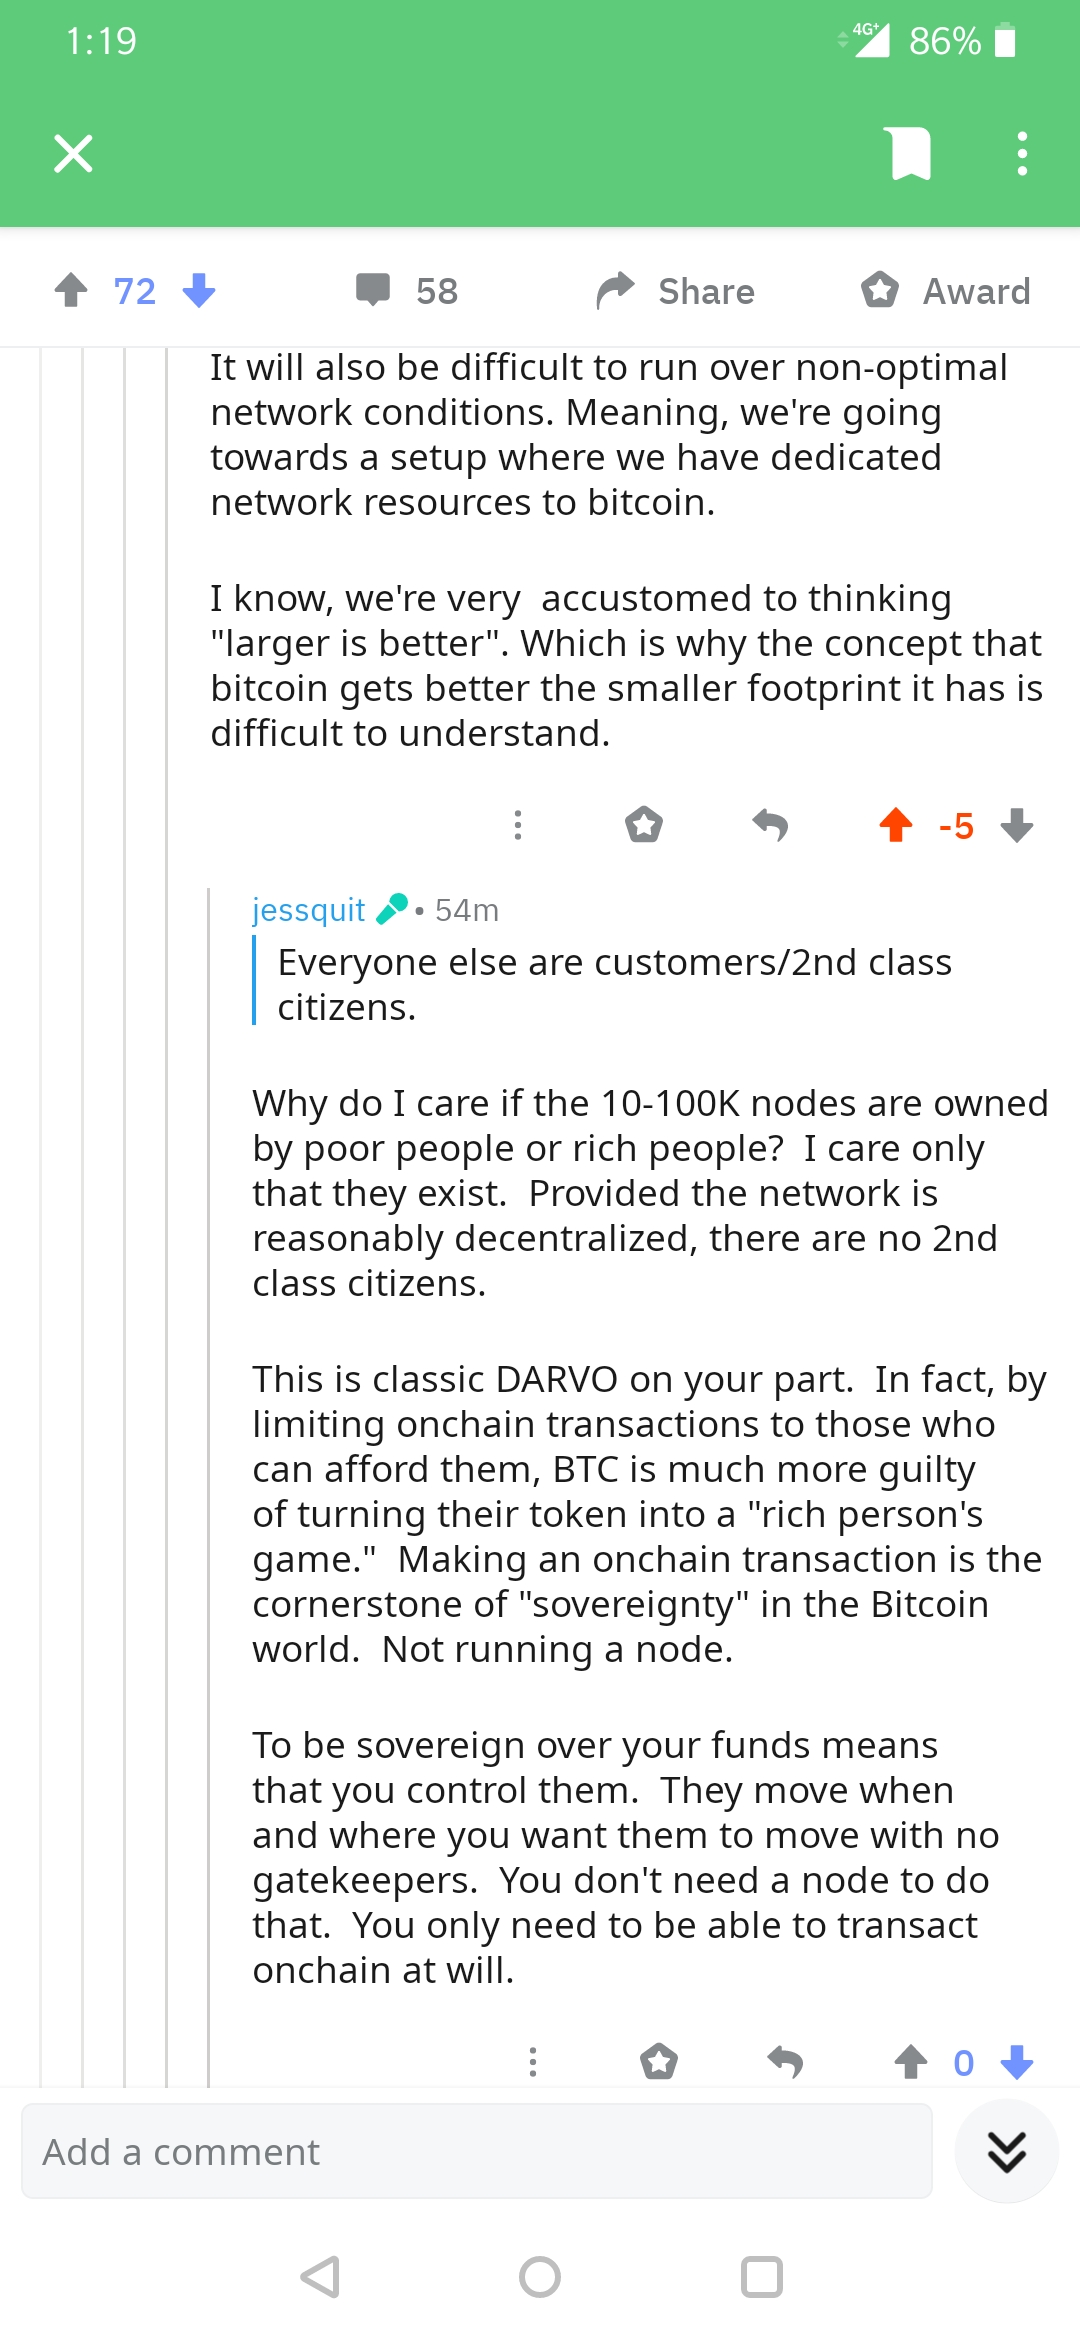 1:19
4G+ 86%
72
58
Share
Award
It will also be difficult to run over non-optimal
network conditions. Meaning, we're going
towards a setup where we have dedicated
network resources to bitcoin.
I know, we're very  accustomed to thinking
"larger is better". Which is why the concept that
bitcoin gets better the smaller footprint it has is
difficult to understand.
-5
jessquit • 54m
Everyone else are customers/2nd class
citizens.
Why do I care if the 10-100K nodes are owned
by poor people or rich people?  I care only
that they exist.  Provided the network is
reasonably decentralized, there are no 2nd
class citizens.
This is classic DARVO on your part.  In fact, by
limiting onchain transactions to those who
can afford them, BTC is much more guilty
of turning their token into a "rich person's
game."  Making an onchain transaction is the
cornerstone of "sovereignty" in the Bitcoin
world.  Not running a node.
To be sovereign over your funds means
that you control them.  They move when
and where you want them to move with no
gatekeepers.  You don't need a node to do
that.  You only need to be able to transact
onchain at will.
0
Add a comment